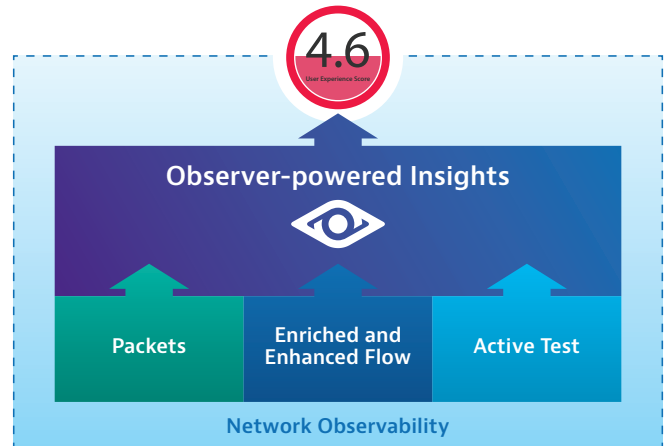 4.6
User Experience Score
Observer-powered Insights
Packets
Enriched and
Enhanced Flow
Active Test
Network Observability